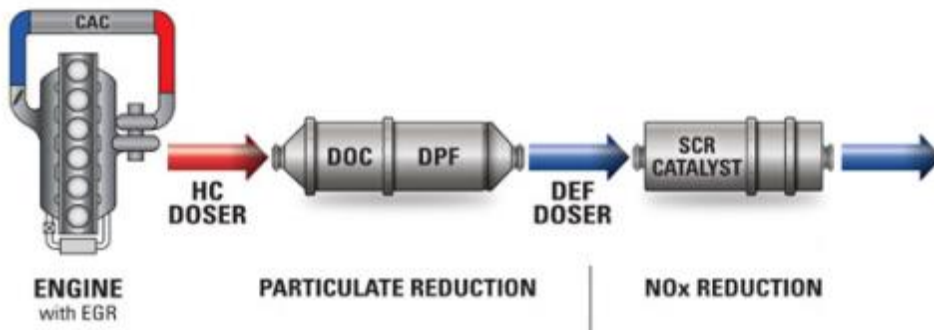 CAC
DOC
DPF
SCR
CATALYST
HC
DOSER
DEF
DOSER
ENGINE
with EGR
PARTICULATE REDUCTION
NOx REDUCTION